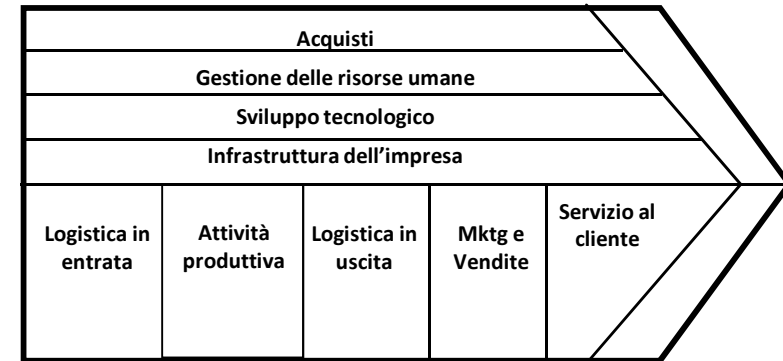 Acquisti
Gestione delle risorse umane
Sviluppo tecnologico
Infrastruttura dell’impresa
Logistica in
entrata
Attività
produttiva
Logistica in
uscita
Mktg e
Vendite
Servizio al
cliente